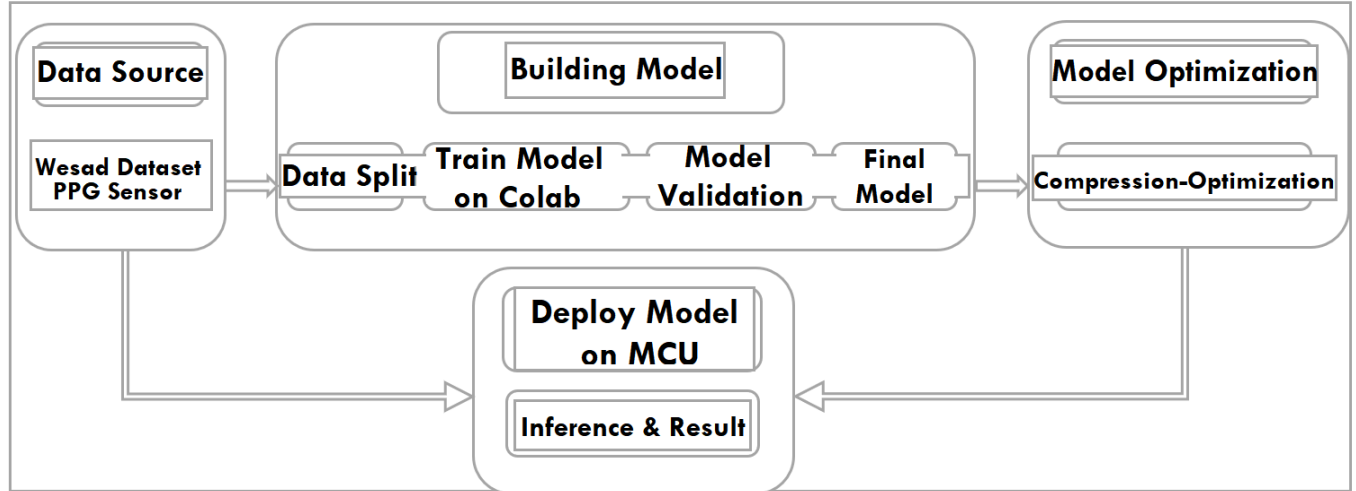 Data Source
Wesad Dataset
PPG Sensor
Building Model
Data Split
Train Model
on Colab
Model
Validation
Final
Model
Model Optimization
Compression-Optimization
Deploy Model
on MCU
Inference & Result